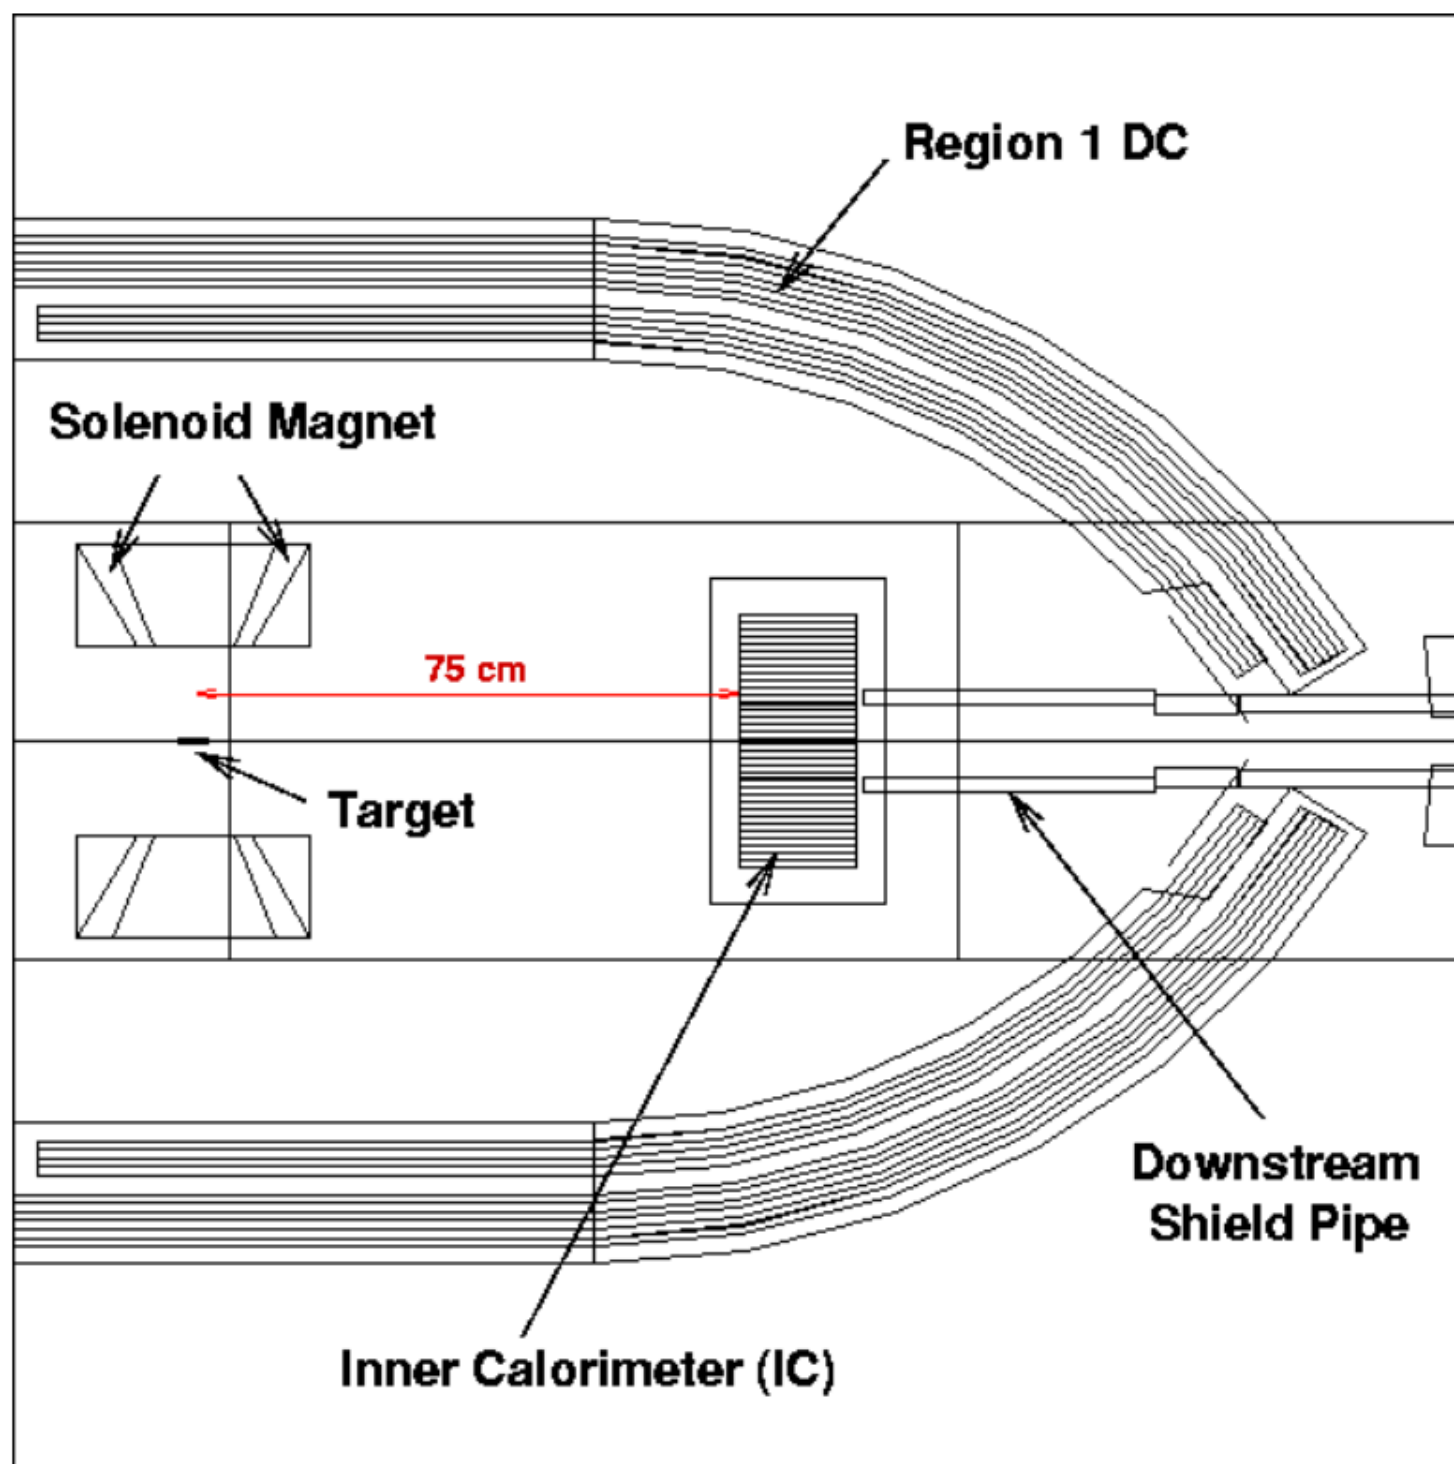 Region 1 DC
Solenoid Magnet
75 cm
Target
Downstream
Shield Pipe
Inner Calorimeter (IC)